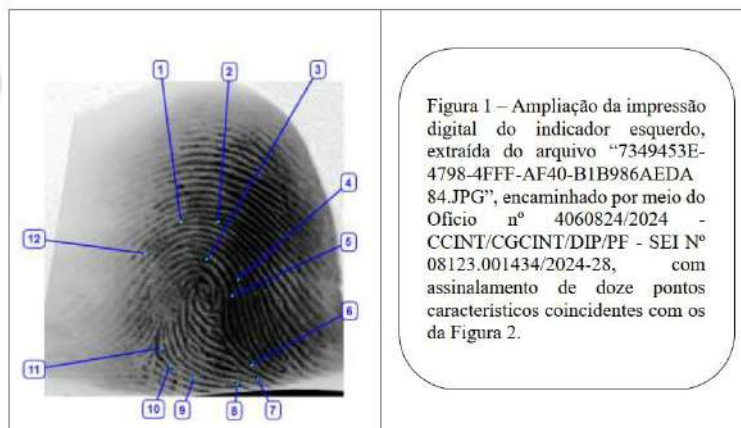 1
2
3
4
5
6
7
8
9
10
11
12
Figura 1 – Ampliação da impressão
digital do indicador esquerdo,
extraída do arquivo “7349453E-
4798-4FFF-AF40-B1B986AEDA
84.JPG”, encaminhado por meio do
Ofício nº 4060824/2024 -
CCINT/CGCINT/DIP/PF - SEI Nº
08123.001434/2024-28, com
assinalamento de doze pontos
característicos coincidentes com os
da Figura 2.